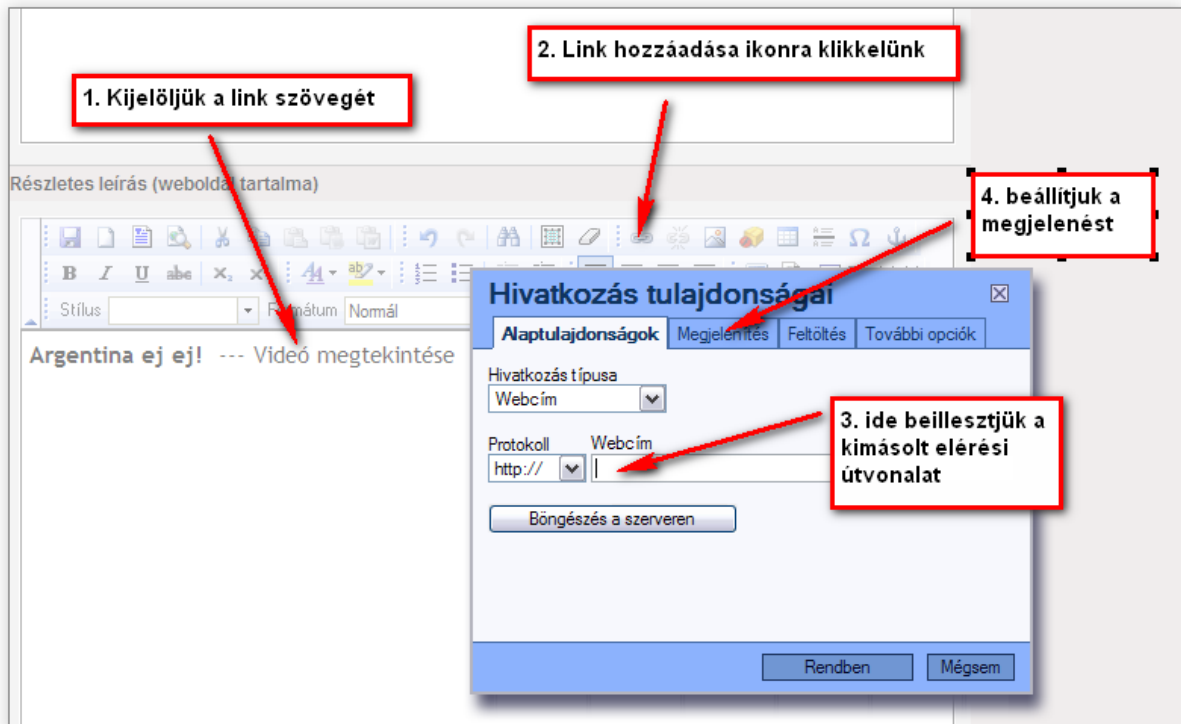 2. Link hozzáadása ikonra klikkelünk
1. Kijelöljük a link szövegét
Részletes leírás (weboldal tartalma)
4. beállítjuk a
megjelenést
B I U abc X₂
Stílus
Formátum Normál
Argentina ej ej! --- Videó megtekintése
Hivatkozás tulajdonságai
Alaptulajdonságok Megjelenítés Feltöltés További opciók
Hivatkozás típusa
Webcím
Protokoll Webcím
http://
3. ide beillesztjük a
kimásolt elérési
útvonalat
Böngészés a szerveren
Rendben Mégsem